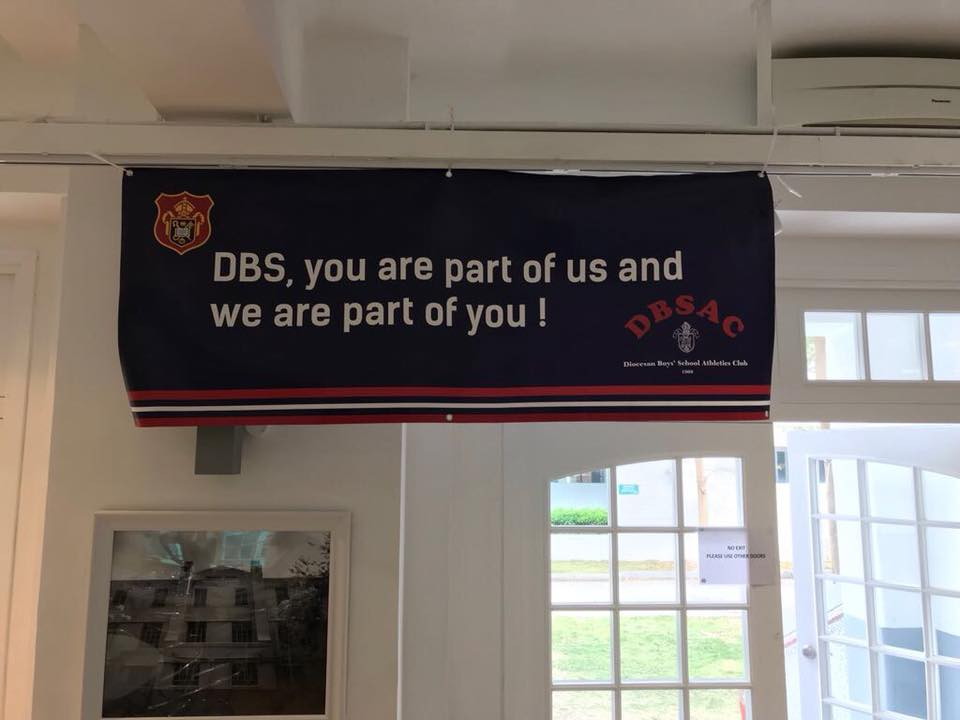 Panasonic
DBS, you are part of us and
we are part of you !
DBSAC
Diocesan Boys' School Athletics Club
NO EXIT
PLEASE USE OTHER DOORS